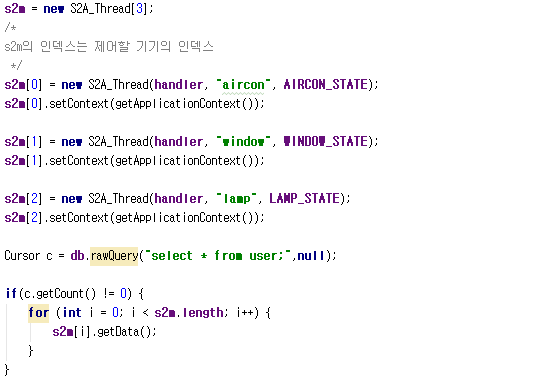 s2m = new S2A_Thread[3];
/*
s2m의 인덱스는 제어할 기기의 인덱스
*/
s2m[0] = new S2A_Thread(handler, "aircon", AIRCON_STATE);
s2m[0].setContext(getApplicationContext());
s2m[1] = new S2A_Thread(handler, "window", WINDOW_STATE);
s2m[1].setContext(getApplicationContext());
s2m[2] = new S2A_Thread(handler, "lamp", LAMP_STATE);
s2m[2].setContext(getApplicationContext());
Cursor c = db.rawQuery("select * from user;",null);
if(c.getCount() != 0) {
for (int i = 0; i < s2m.length; i++) {
s2m[i].getData();
}
}